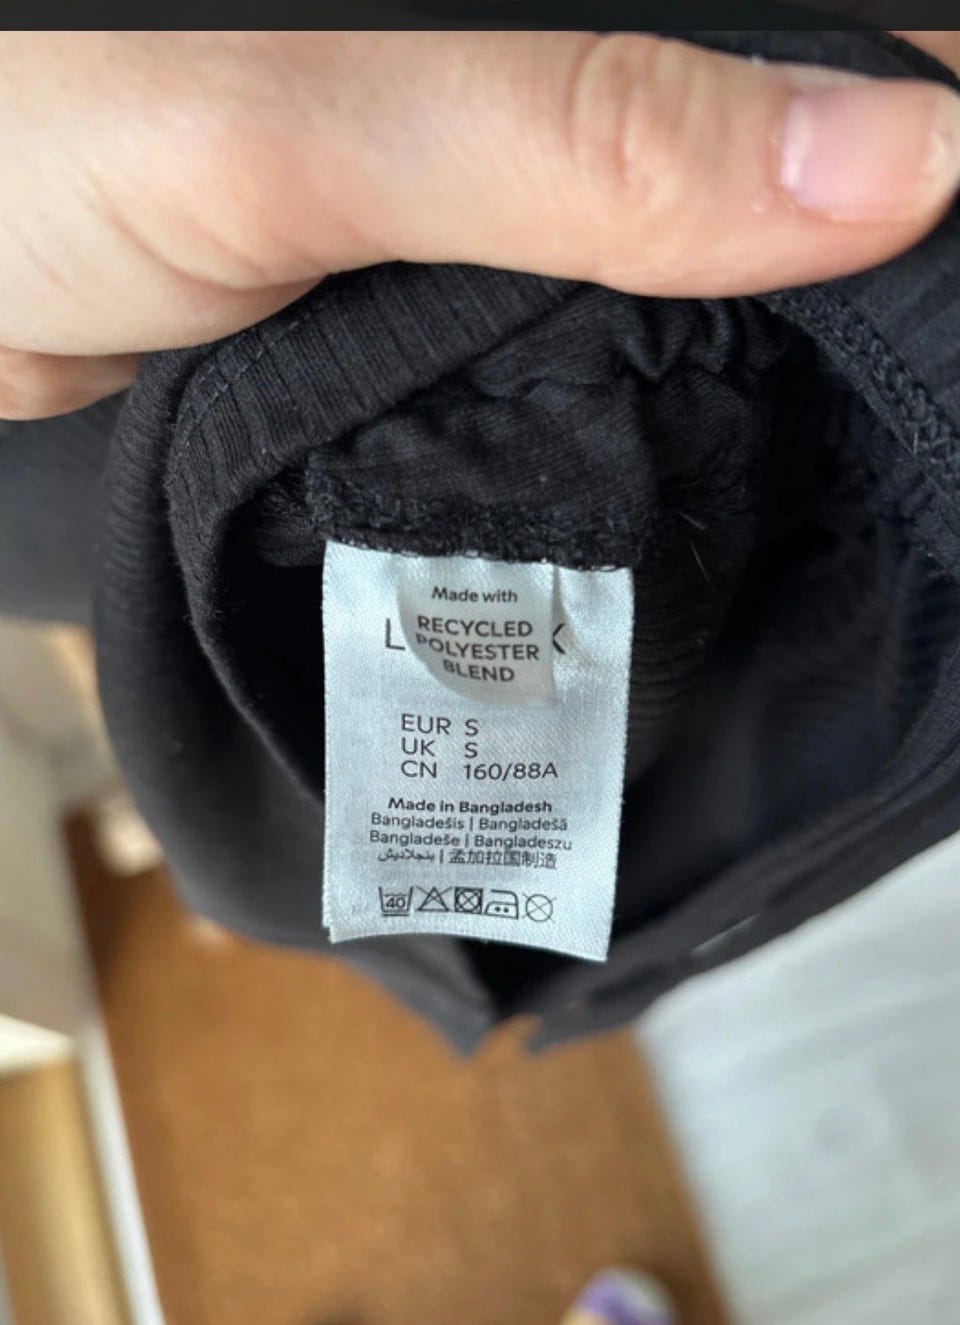 Made with
RECYCLED
POLYESTER
BLEND
EUR S
UK S
CN 160/88A
Made in Bangladesh
Bangladešis | Bangladešā
Bangladeše | Bangladeszu
بنجلاديش | 孟加拉国制造
40